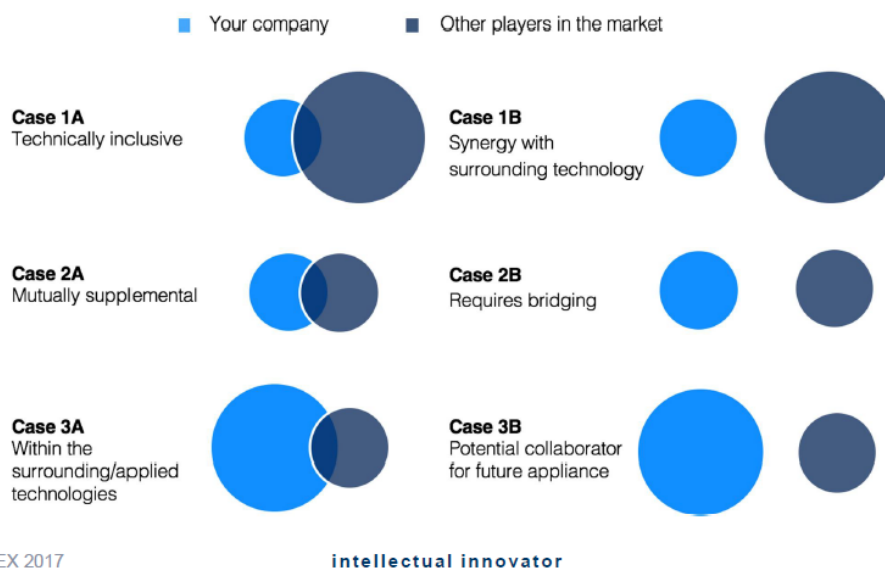 Your company
Other players in the market
Case 1A
Technically inclusive
Case 1B
Synergy with
surrounding technology
Case 2A
Mutually supplemental
Case 2B
Requires bridging
Case 3A
Within the
surrounding/applied
technologies
Case 3B
Potential collaborator
for future appliance
EX 2017
intellectual innovator